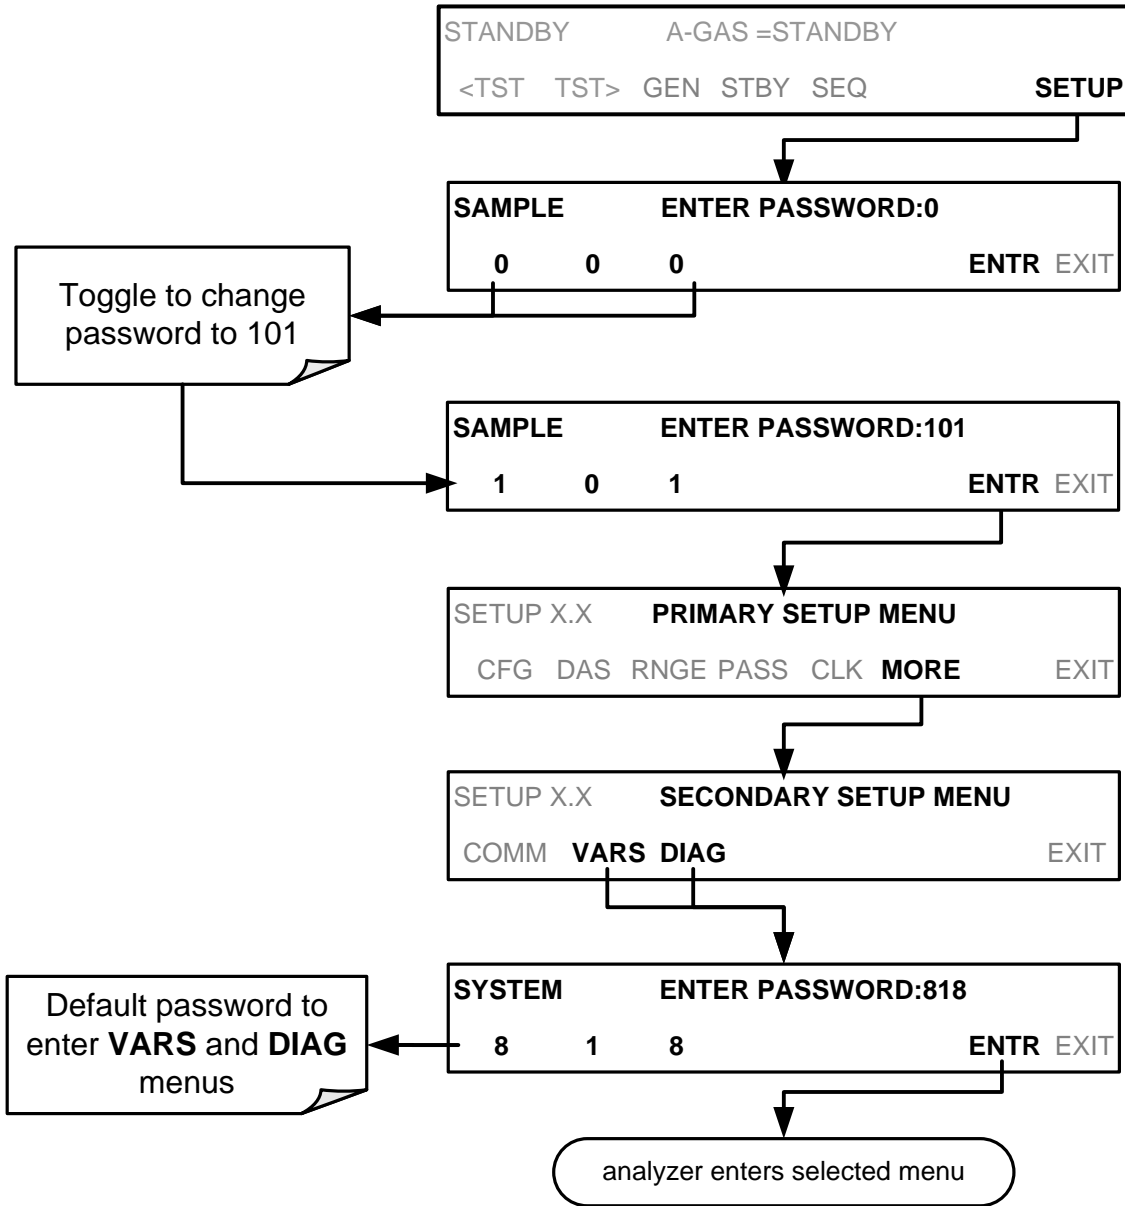 STANDBY A-GAS =STANDBY
<TST TST> GEN STBY SEQ SETUP
SAMPLE ENTER PASSWORD:0
0 0 0 ENTR EXIT
Toggle to change
password to 101
SAMPLE ENTER PASSWORD:101
1 0 1 ENTR EXIT
SETUP X.X PRIMARY SETUP MENU
CFG DAS RNGE PASS CLK MORE EXIT
SETUP X.X SECONDARY SETUP MENU
COMM VARS DIAG EXIT
SYSTEM ENTER PASSWORD:818
8 1 8 ENTR EXIT
Default password to
enter VARS and DIAG
menus
analyzer enters selected menu